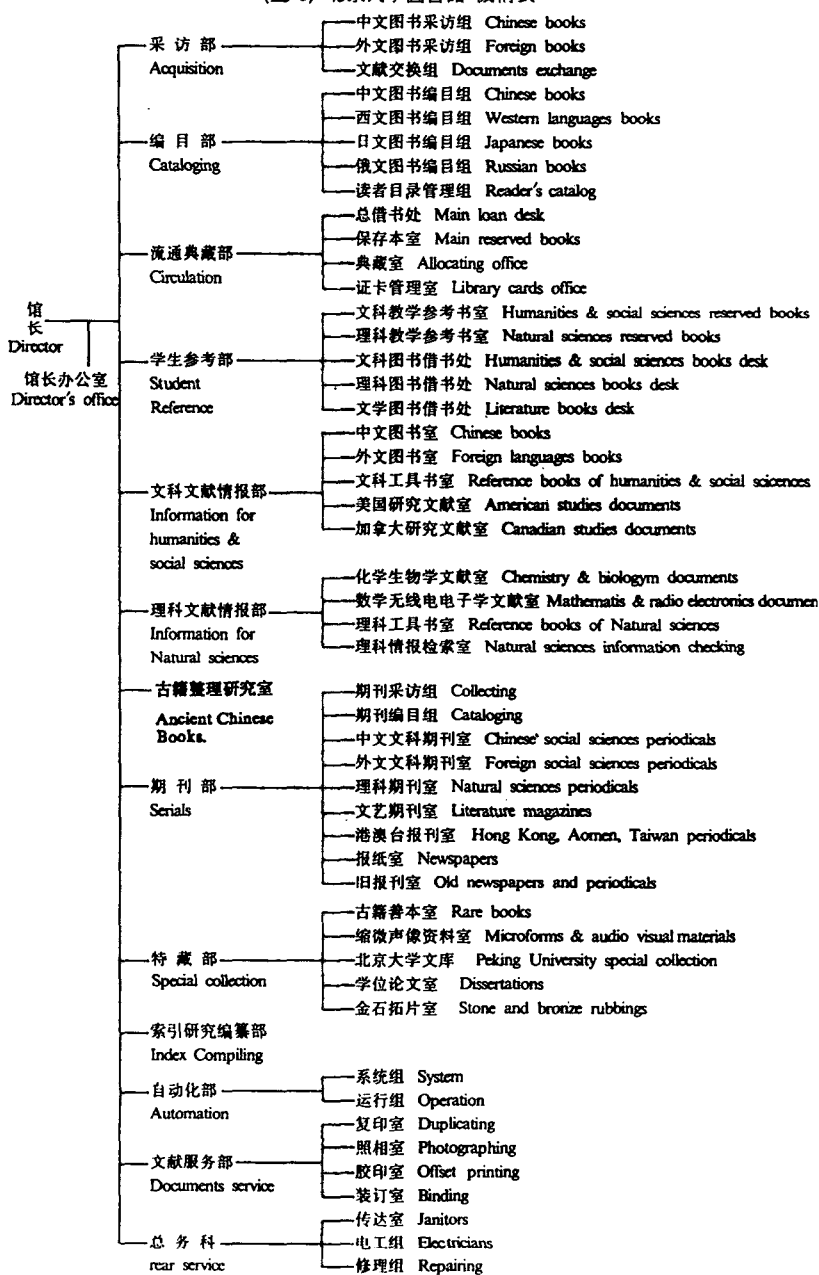 馆长
Director
馆长办公室
Director's office
采 访 部
Acquisition
中文图书采访组 Chinese books
外文图书采访组 Foreign books
文献交换组 Documents exchange
编 目 部
Cataloging
中文图书编目组 Chinese books
西文图书编目组 Western languages books
日文图书编目组 Japanese books
俄文图书编目组 Russian books
读者目录管理组 Reader's catalog
流通典藏部
Circulation
总借书处 Main loan desk
保存本室 Main reserved books
典藏室 Allocating office
证卡管理室 Library cards office
学生参考部
Student
Reference
文科教学参考书室 Humanities & social sciences reserved books
理科教学参考书室 Natural sciences reserved books
文科图书借书处 Humanities & social sciences books desk
理科图书借书处 Natural sciences books desk
文学图书借书处 Literature books desk
文科文献情报部
Information for
humanities &
social sciences
中文图书室 Chinese books
外文图书室 Foreign languages books
文科工具书室 Reference books of humanities & social scicences
美国研究文献室 American studies documents
加拿大研究文献室 Canadian studies documents
理科文献情报部
Information for
Natural sciences
化学生物学文献室 Chemistry & biologym documents
数学无线电电子学文献室 Mathematis & radio electronics documen
理科工具书室 Reference books of Natural sciences
理科情报检索室 Natural sciences information checking
古籍整理研究室
Ancient Chinese
Books.
期 刊 部
Serials
期刊采访组 Collecting
期刊编目组 Cataloging
中文文科期刊室 Chinese social sciences periodicals
外文文科期刊室 Foreign social sciences periodicals
理科期刊室 Natural sciences periodicals
文艺期刊室 Literature magazines
港澳台报刊室 Hong Kong, Aomen, Taiwan periodicals
报纸室 Newspapers
旧报刊室 Old newspapers and periodicals
特 藏 部
Special collection
古籍善本室 Rare books
缩微声像资料室 Microforms & audio visual materials
北京大学文库 Peking University special collection
学位论文室 Dissertations
金石拓片室 Stone and bronze rubbings
索引研究编纂部
Index Compiling
自动化部
Automation
系统组 System
运行组 Operation
文献服务部
Documents service
复印室 Duplicating
照相室 Photographing
胶印室 Offset printing
装订室 Binding
总 务 科
rear service
传达室 Janitors
电工组 Electricians
修理组 Repairing